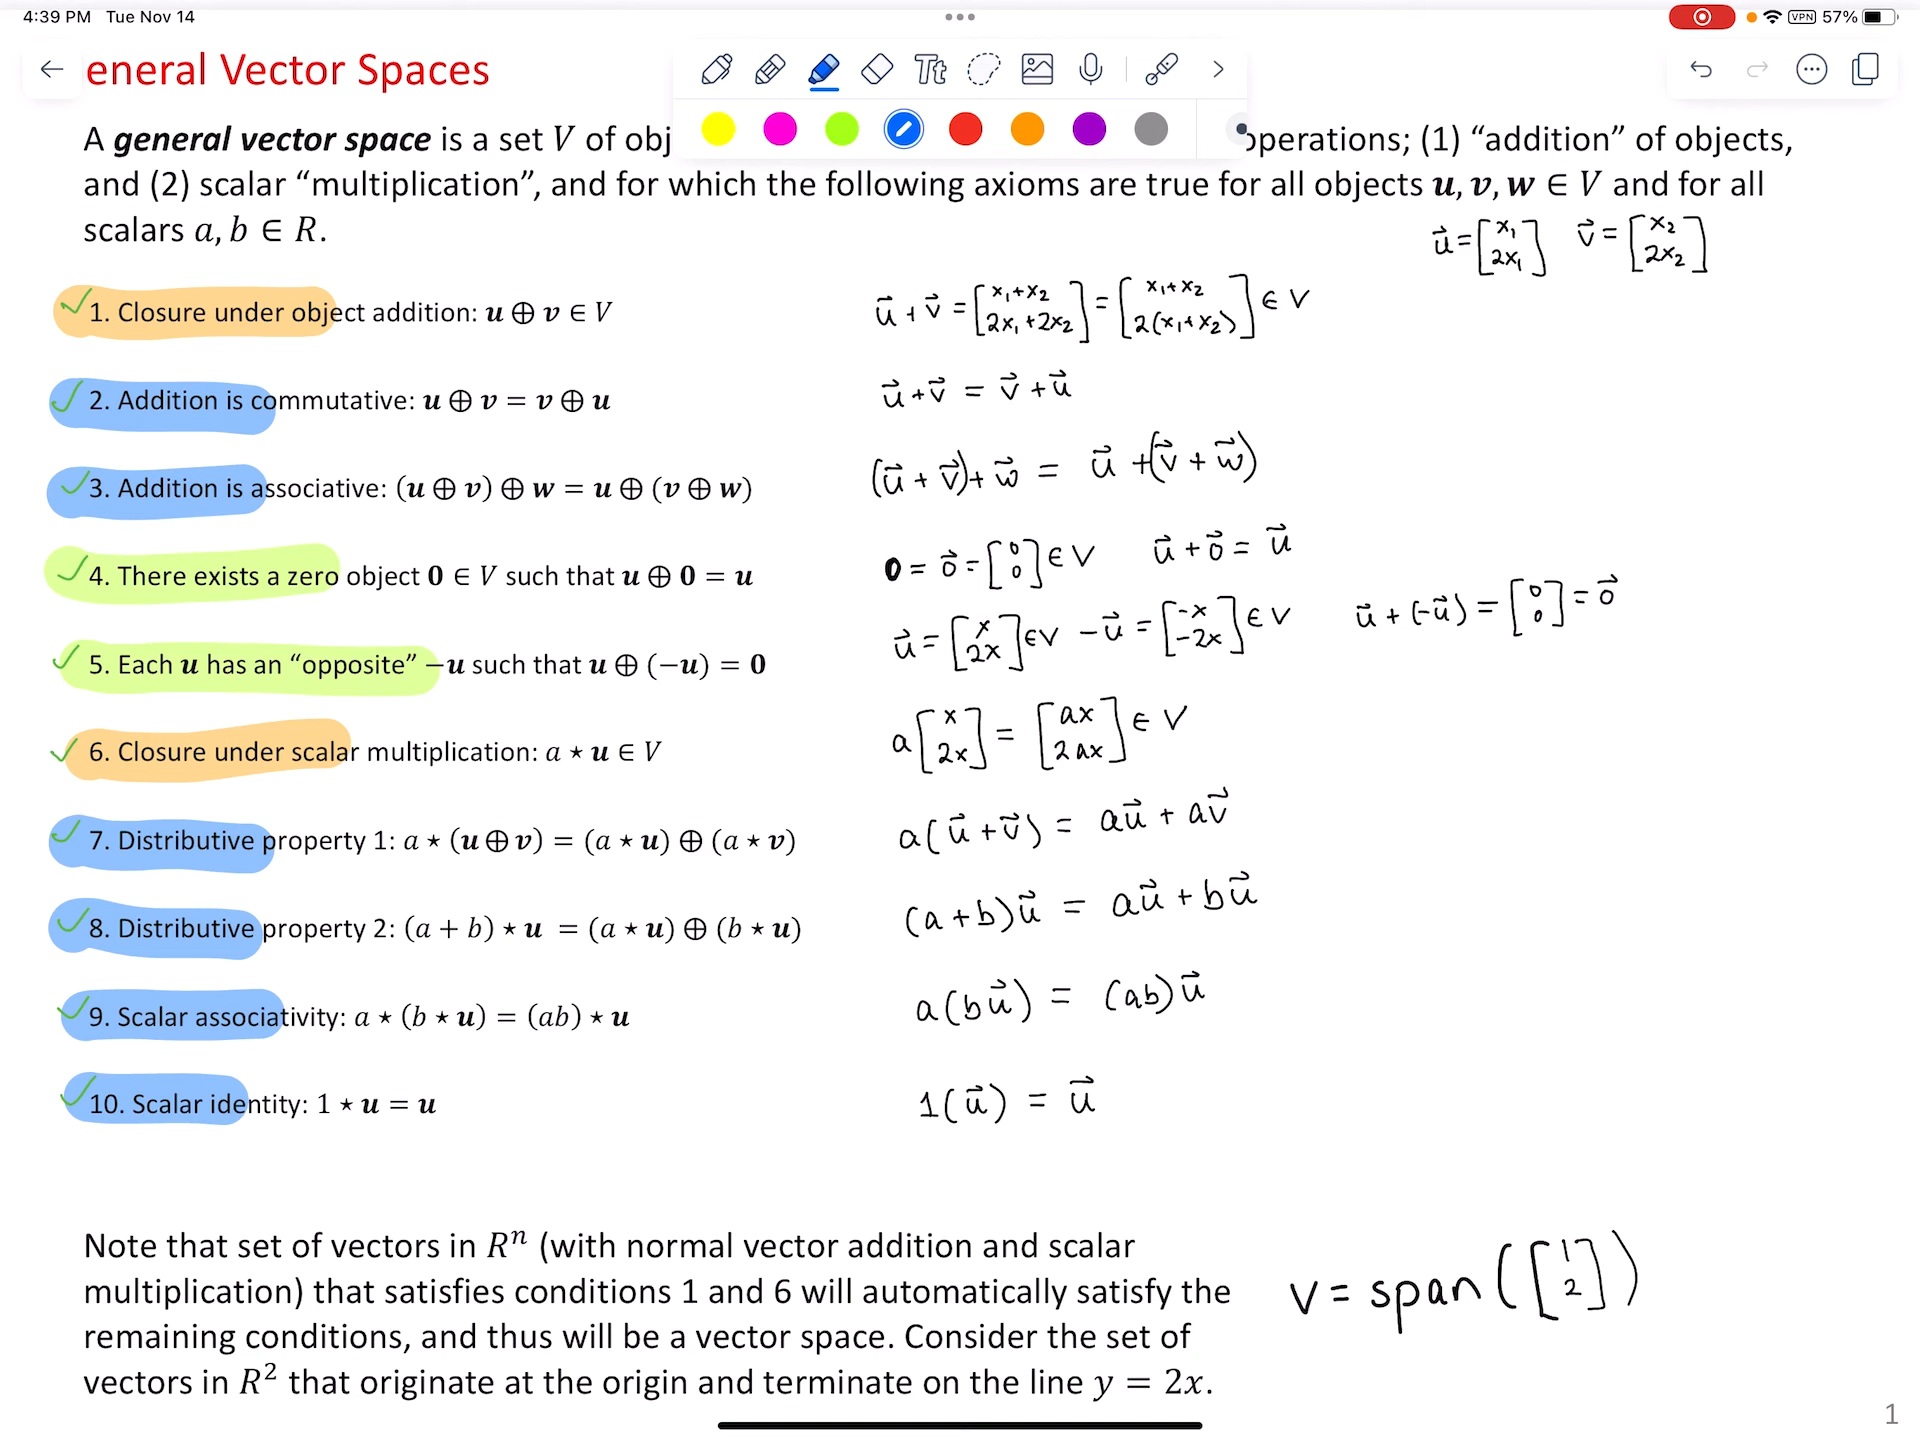 4:39 PM Tue Nov 14
VPN 57%
eneral Vector Spaces
Tt
A general vector space is a set V of obj perations; (1) “addition” of objects,
and (2) scalar “multiplication”, and for which the following axioms are true for all objects u, v, w ∈ V and for all
scalars a, b ∈ R.
u⃗ = [x₁ 2x₁] v⃗ = [x₂ 2x₂]
✓ 1. Closure under object addition: u ⊕ v ∈ V
u⃗ + v⃗ = [x₁+x₂ 2x₁+2x₂] = [x₁+x₂ 2(x₁+x₂)] ∈ V
✓ 2. Addition is commutative: u ⊕ v = v ⊕ u
u⃗ + v⃗ = v⃗ + u⃗
✓ 3. Addition is associative: (u ⊕ v) ⊕ w = u ⊕ (v ⊕ w)
(u⃗ + v⃗) + w⃗ = u⃗ + (v⃗ + w⃗)
✓ 4. There exists a zero object 0 ∈ V such that u ⊕ 0 = u
0 = 0⃗ = [0 0] ∈ V u⃗ + 0⃗ = u⃗
✓ 5. Each u has an “opposite” −u such that u ⊕ (−u) = 0
u⃗ = [x 2x] ∈ V −u⃗ = [−x −2x] ∈ V u⃗ + (−u⃗) = [0 0] = 0⃗
✓ 6. Closure under scalar multiplication: a ⋆ u ∈ V
a[x 2x] = [ax 2ax] ∈ V
✓ 7. Distributive property 1: a ⋆ (u ⊕ v) = (a ⋆ u) ⊕ (a ⋆ v)
a(u⃗ + v⃗) = au⃗ + av⃗
✓ 8. Distributive property 2: (a + b) ⋆ u = (a ⋆ u) ⊕ (b ⋆ u)
(a+b)u⃗ = au⃗ + bu⃗
✓ 9. Scalar associativity: a ⋆ (b ⋆ u) = (ab) ⋆ u
a(bu⃗) = (ab)u⃗
✓ 10. Scalar identity: 1 ⋆ u = u
1(u⃗) = u⃗
Note that set of vectors in Rⁿ (with normal vector addition and scalar
multiplication) that satisfies conditions 1 and 6 will automatically satisfy the
remaining conditions, and thus will be a vector space. Consider the set of
vectors in R² that originate at the origin and terminate on the line y = 2x.
V = span([1 2])
1